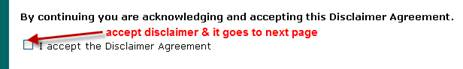 By continuing you are acknowledging and accepting this Disclaimer Agreement.
accept disclaimer & it goes to next page
I accept the Disclaimer Agreement